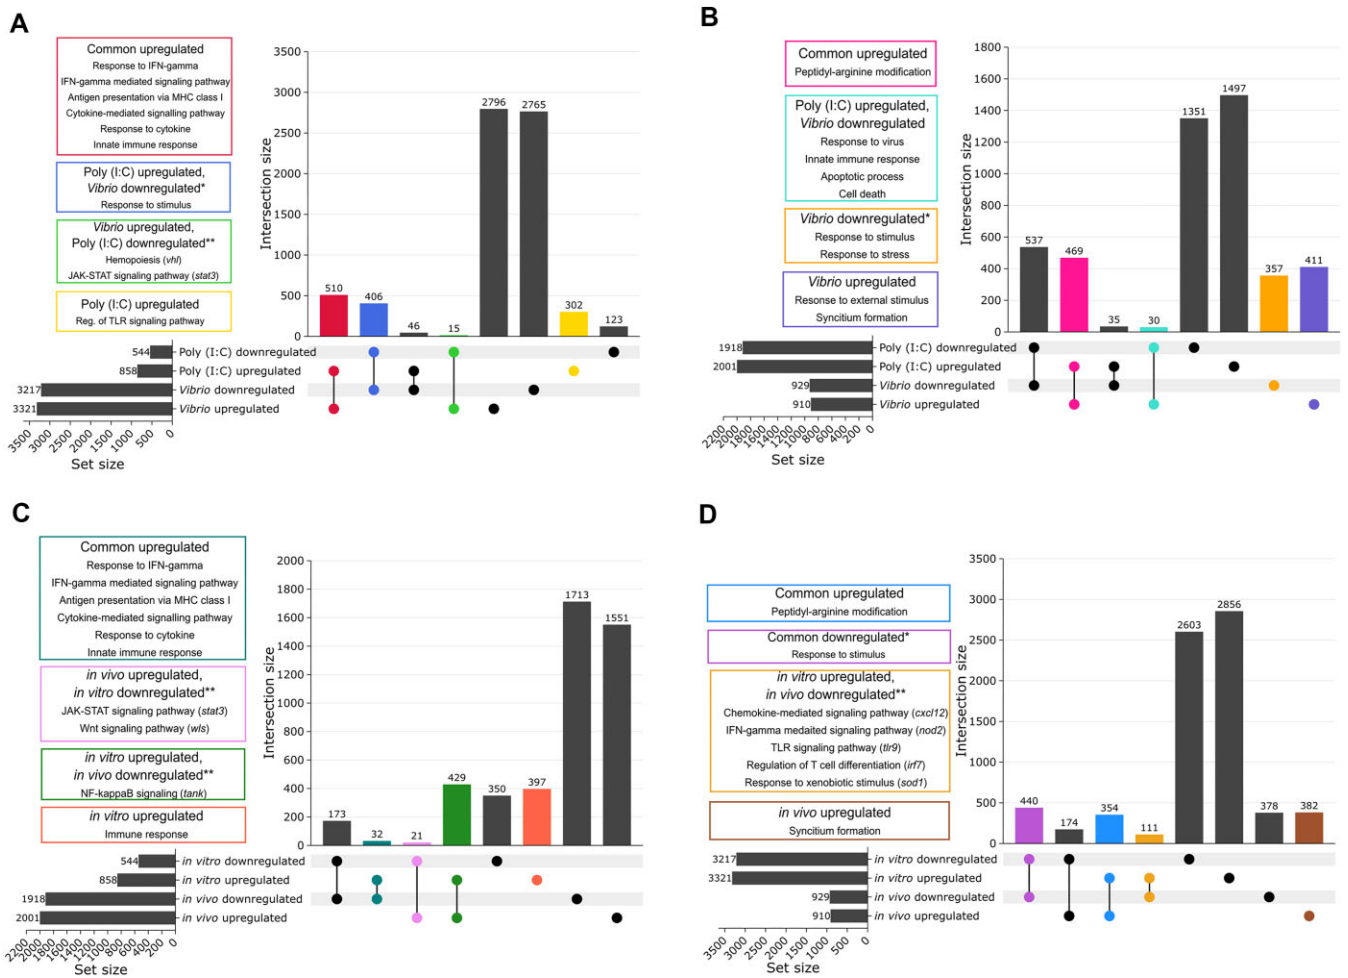 A
Common upregulated
Response to IFN-gamma
IFN-gamma mediated signaling pathway
Antigen presentation via MHC class I
Cytokine-mediated signalling pathway
Response to cytokine
Innate immune response
Poly (I:C) upregulated,
Vibrio downregulated*
Response to stimulus
Vibrio upregulated,
Poly (I:C) downregulated**
Hemopoiesis (vhl)
JAK-STAT signaling pathway (stat3)
Poly (I:C) upregulated
Reg. of TLR signaling pathway
Intersection size
3500
3000
2500
2000
1500
1000
500
0
510
406
46
15
2796
2765
302
123
544 Poly (I:C) downregulated
858 Poly (I:C) upregulated
3217 Vibrio downregulated
3321 Vibrio upregulated
3500 3000 2500 2000 1500 1000 500 0
Set size
B
Common upregulated
Peptidyl-arginine modification
Poly (I:C) upregulated,
Vibrio downregulated
Response to virus
Innate immune response
Apoptotic process
Cell death
Vibrio downregulated*
Response to stimulus
Response to stress
Vibrio upregulated
Resonse to external stimulus
Syncitium formation
Intersection size
1800
1600
1400
1200
1000
800
600
400
200
0
537
469
35
30
1351
1497
357
411
1918 Poly (I:C) downregulated
2001 Poly (I:C) upregulated
929 Vibrio downregulated
910 Vibrio upregulated
2200 2000 1800 1600 1400 1200 1000 800 600 400 200 0
Set size
C
Common upregulated
Response to IFN-gamma
IFN-gamma mediated signaling pathway
Antigen presentation via MHC class I
Cytokine-mediated signalling pathway
Response to cytokine
Innate immune response
in vivo upregulated,
in vitro downregulated**
JAK-STAT signaling pathway (stat3)
Wnt signaling pathway (wls)
in vitro upregulated,
in vivo downregulated**
NF-kappaB signaling (tank)
in vitro upregulated
Immune response
Intersection size
2000
1800
1600
1400
1200
1000
800
600
400
200
0
173
32
21
429
350
397
1713
1551
544 in vitro downregulated
858 in vitro upregulated
1918 in vivo downregulated
2001 in vivo upregulated
2200 2000 1800 1600 1400 1200 1000 800 600 400 200 0
Set size
D
Common upregulated
Peptidyl-arginine modification
Common downregulated*
Response to stimulus
in vitro upregulated,
in vivo downregulated**
Chemokine-mediated signaling pathway (cxcl12)
IFN-gamma medaited signaling pathway (nod2)
TLR signaling pathway (tlr9)
Regulation of T cell differentiation (irf7)
Response to xenobiotic stimulus (sod1)
in vivo upregulated
Syncitium formation
Intersection size
3500
3000
2500
2000
1500
1000
500
0
440
174
354
111
2603
2856
378
382
3217 in vitro downregulated
3321 in vitro upregulated
929 in vivo downregulated
910 in vivo upregulated
3500 3000 2500 2000 1500 1000 500 0
Set size